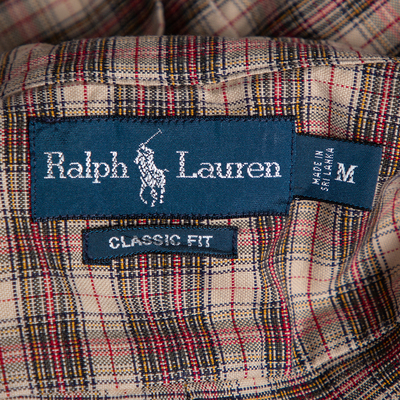 Ralph Lauren
MADE IN
SRI LANKA
M
CLASSIC FIT